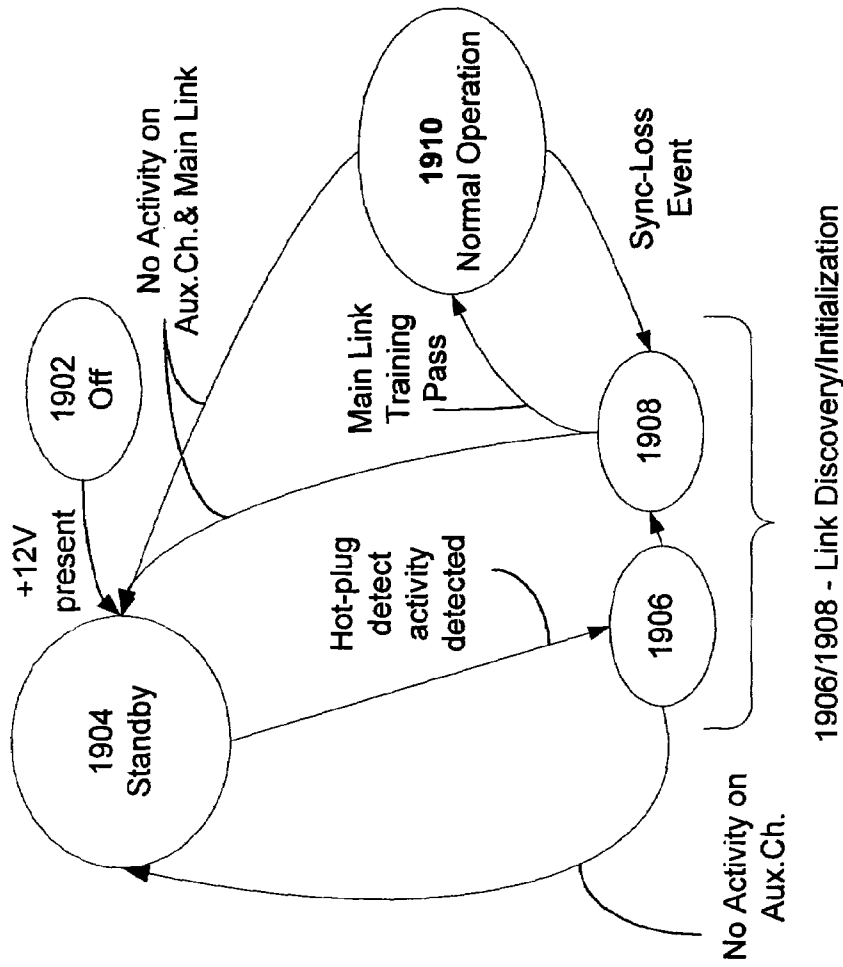 +12V
present
1902
Off
No Activity on
Aux.Ch.& Main Link
1904
Standby
Hot-plug
detect
activity
detected
Main Link
Training
Pass
1910
Normal Operation
1906
1908
Sync-Loss
Event
No Activity on
Aux.Ch.
1906/1908 - Link Discovery/Initialization